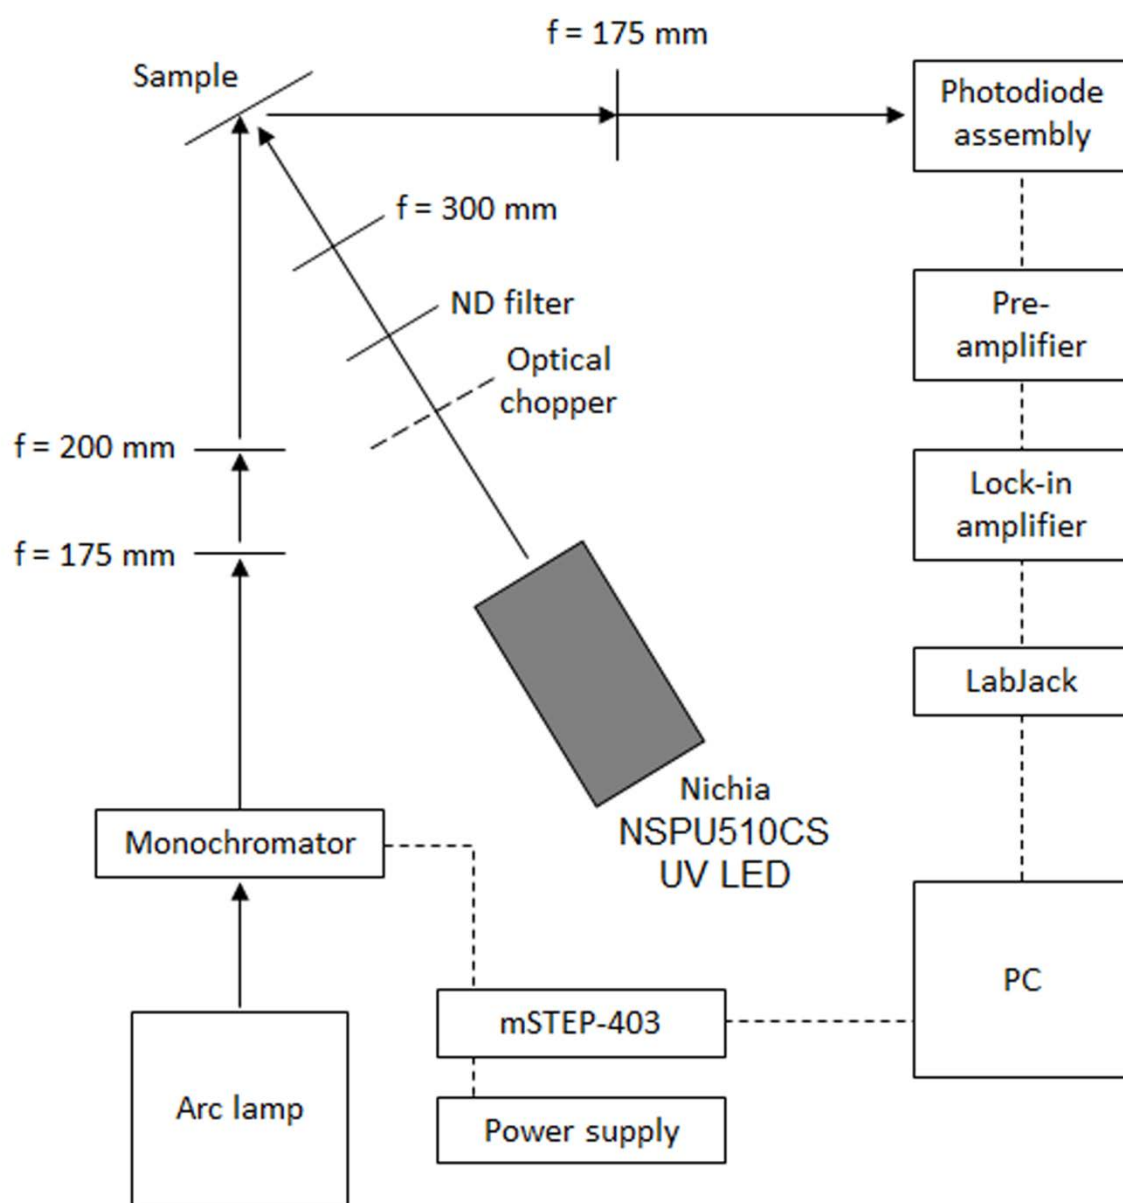 f = 175 mm
Sample
Photodiode
assembly
f = 300 mm
ND filter
Pre-
amplifier
Optical
chopper
f = 200 mm
Lock-in
amplifier
f = 175 mm
LabJack
Nichia
NSPU510CS
UV LED
Monochromator
PC
mSTEP-403
Arc lamp
Power supply